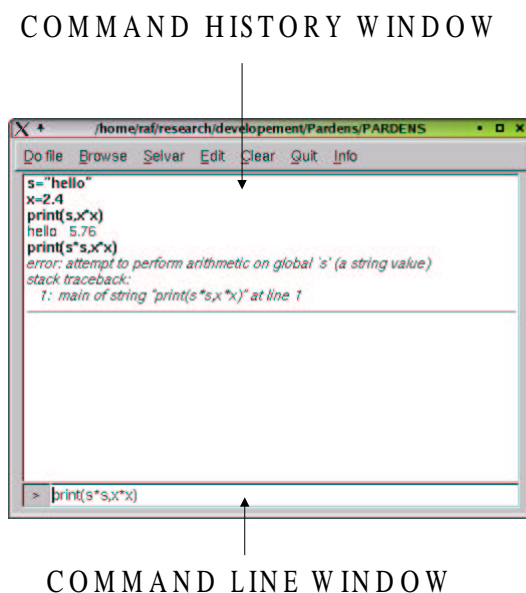 COMMAND HISTORY WINDOW
/home/raf/research/developement/Pardens/PARDENS
Do file Browse Selvar Edit Clear Quit Info
s="hello"
x=2.4
print(s,x*x)
hello 5.76
print(s*s,x*x)
error: attempt to perform arithmetic on global `s' (a string value)
stack traceback:
1: main of string "print(s*s,x*x)" at line 1
> print(s*s,x*x)
COMMAND LINE WINDOW